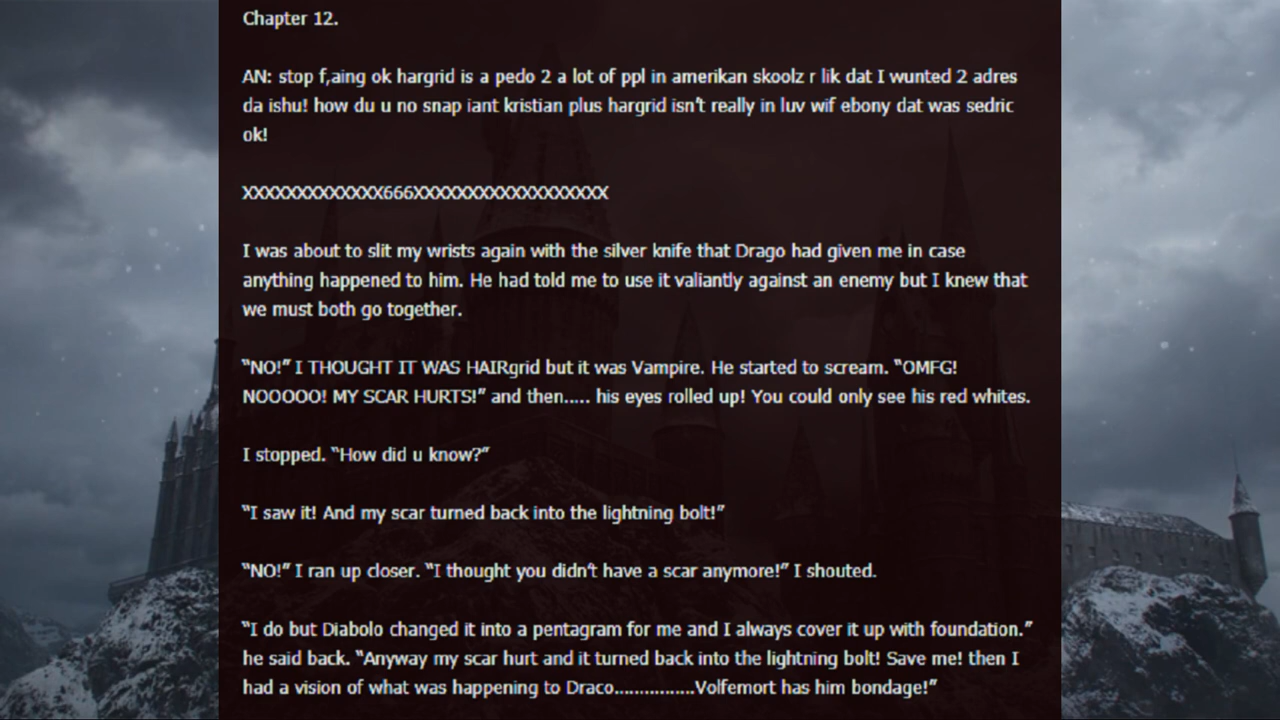 Chapter 12.
AN: stop f,aing ok hargrid is a pedo 2 a lot of ppl in amerikan skoolz r lik dat I wunted 2 adres
da ishu! how du u no snap iant kristian plus hargrid isn't really in luv wif ebony dat was sedric
ok!
XXXXXXXXXXXXX666XXXXXXXXXXXXXXXXXX
I was about to slit my wrists again with the silver knife that Drago had given me in case
anything happened to him. He had told me to use it valiantly against an enemy but I knew that
we must both go together.
“NO!” I THOUGHT IT WAS HAIRgrid but it was Vampire. He started to scream. “OMFG!
NOOOOO! MY SCAR HURTS!” and then..... his eyes rolled up! You could only see his red whites.
I stopped. “How did u know?”
“I saw it! And my scar turned back into the lightning bolt!”
“NO!” I ran up closer. “I thought you didn't have a scar anymore!” I shouted.
“I do but Diabolo changed it into a pentagram for me and I always cover it up with foundation.”
he said back. “Anyway my scar hurt and it turned back into the lightning bolt! Save me! then I
had a vision of what was happening to Draco................Volfemort has him bondage!”